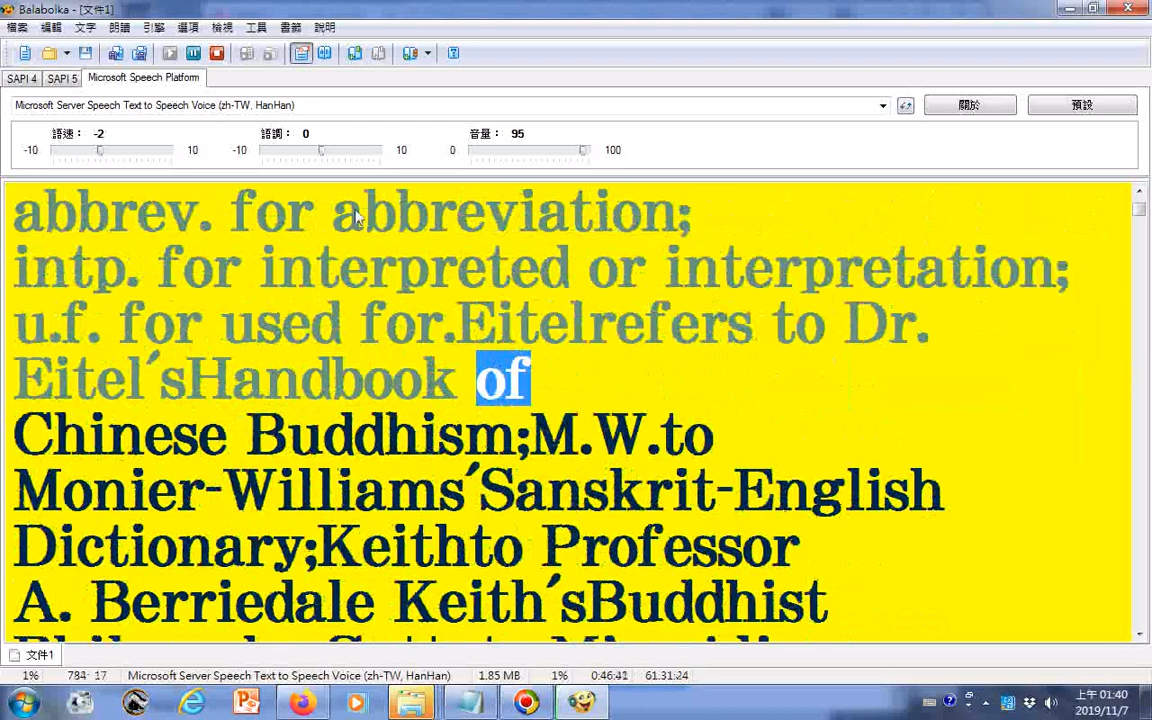 Balabolka - [文件1]
檔案 編輯 文字 朗讀 引擎 選項 檢視 工具 書籤 說明
SAPI 4 SAPI 5 Microsoft Speech Platform
Microsoft Server Speech Text to Speech Voice (zh-TW, HanHan) 關於 預設
語速： -2 語調： 0 音量： 95
-10 10 -10 10 0 100
abbrev. for abbreviation;
intp. for interpreted or interpretation;
u.f. for used for.Eitelrefers to Dr.
Eitel´sHandbook of
Chinese Buddhism;M.W.to
Monier-Williams´Sanskrit-English
Dictionary;Keithto Professor
A. Berriedale Keith´sBuddhist
文件1
1% 784: 17 Microsoft Server Speech Text to Speech Voice (zh-TW, HanHan) 1.85 MB 1% 0:46:41 61:31:24
上午 01:40
2019/11/7